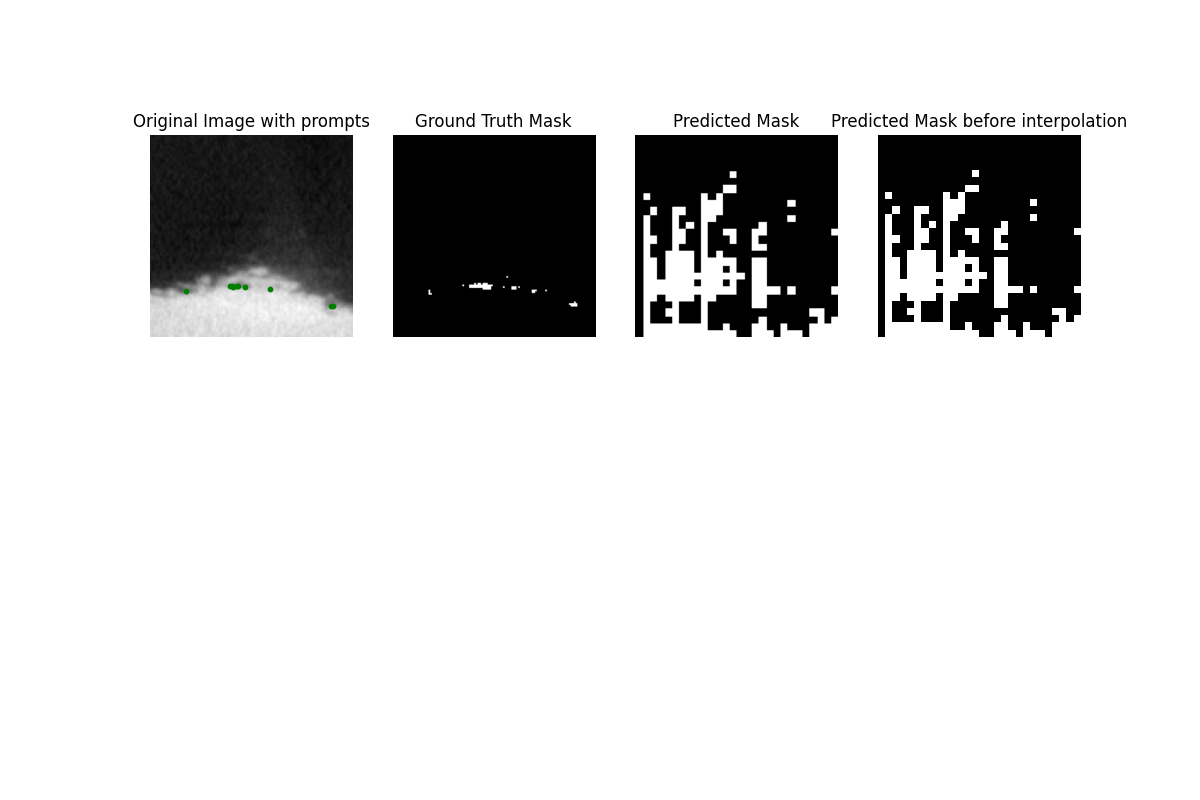 Original Image with prompts
Ground Truth Mask
Predicted Mask
Predicted Mask before interpolation